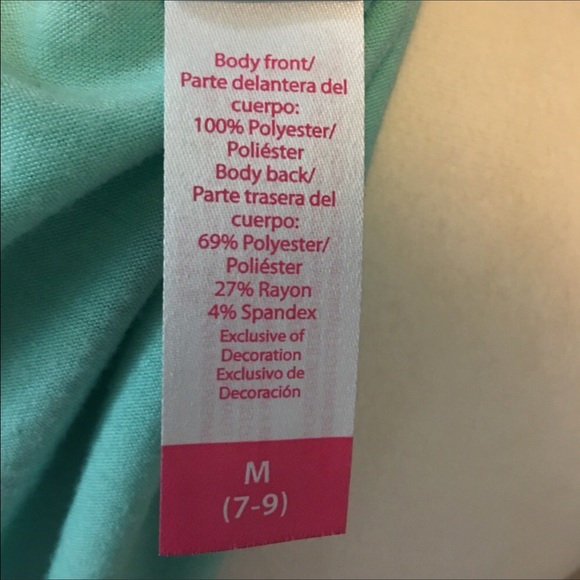 Body front/
Parte delantera del
cuerpo:
100% Polyester/
Poliéster
Body back/
Parte trasera del
cuerpo:
69% Polyester/
Poliéster
27% Rayon
4% Spandex
Exclusive of
Decoration
Exclusivo de
Decoración
M
(7-9)